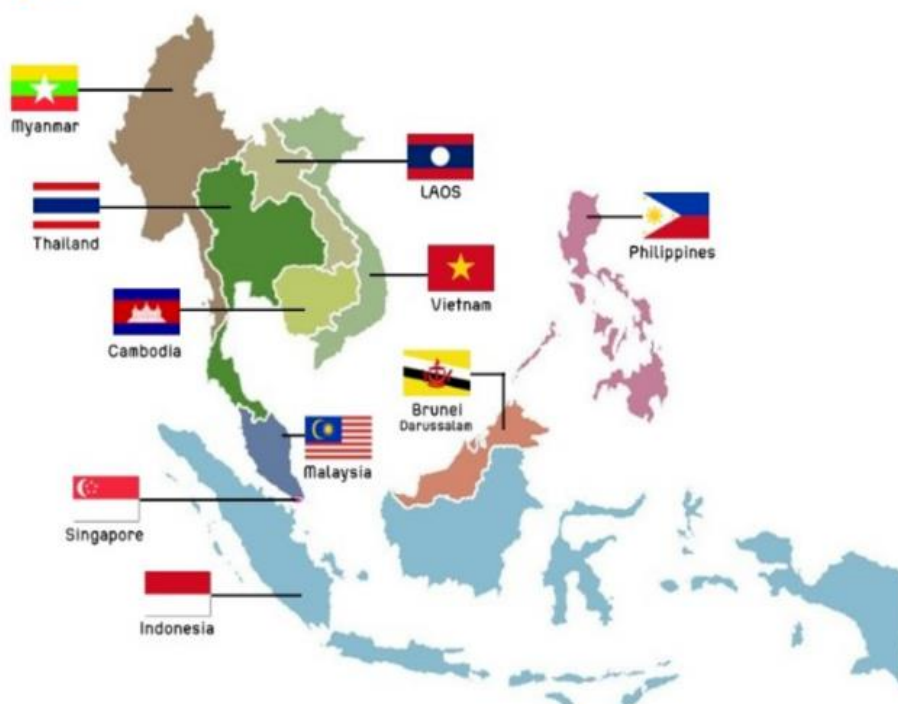 Myanmar
LAOS
Thailand
Philippines
Vietnam
Cambodia
Brunei
Darussalam
Malaysia
Singapore
Indonesia